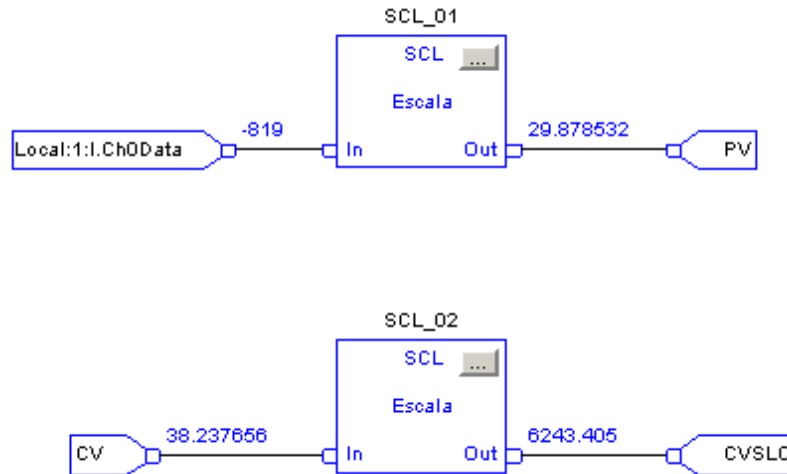 SCL_01
SCL ...
Escala
-819
29.878532
Local:1:I.Ch0Data
In
Out
PV
SCL_02
SCL ...
Escala
38.237656
6243.405
CV
In
Out
CVSLC